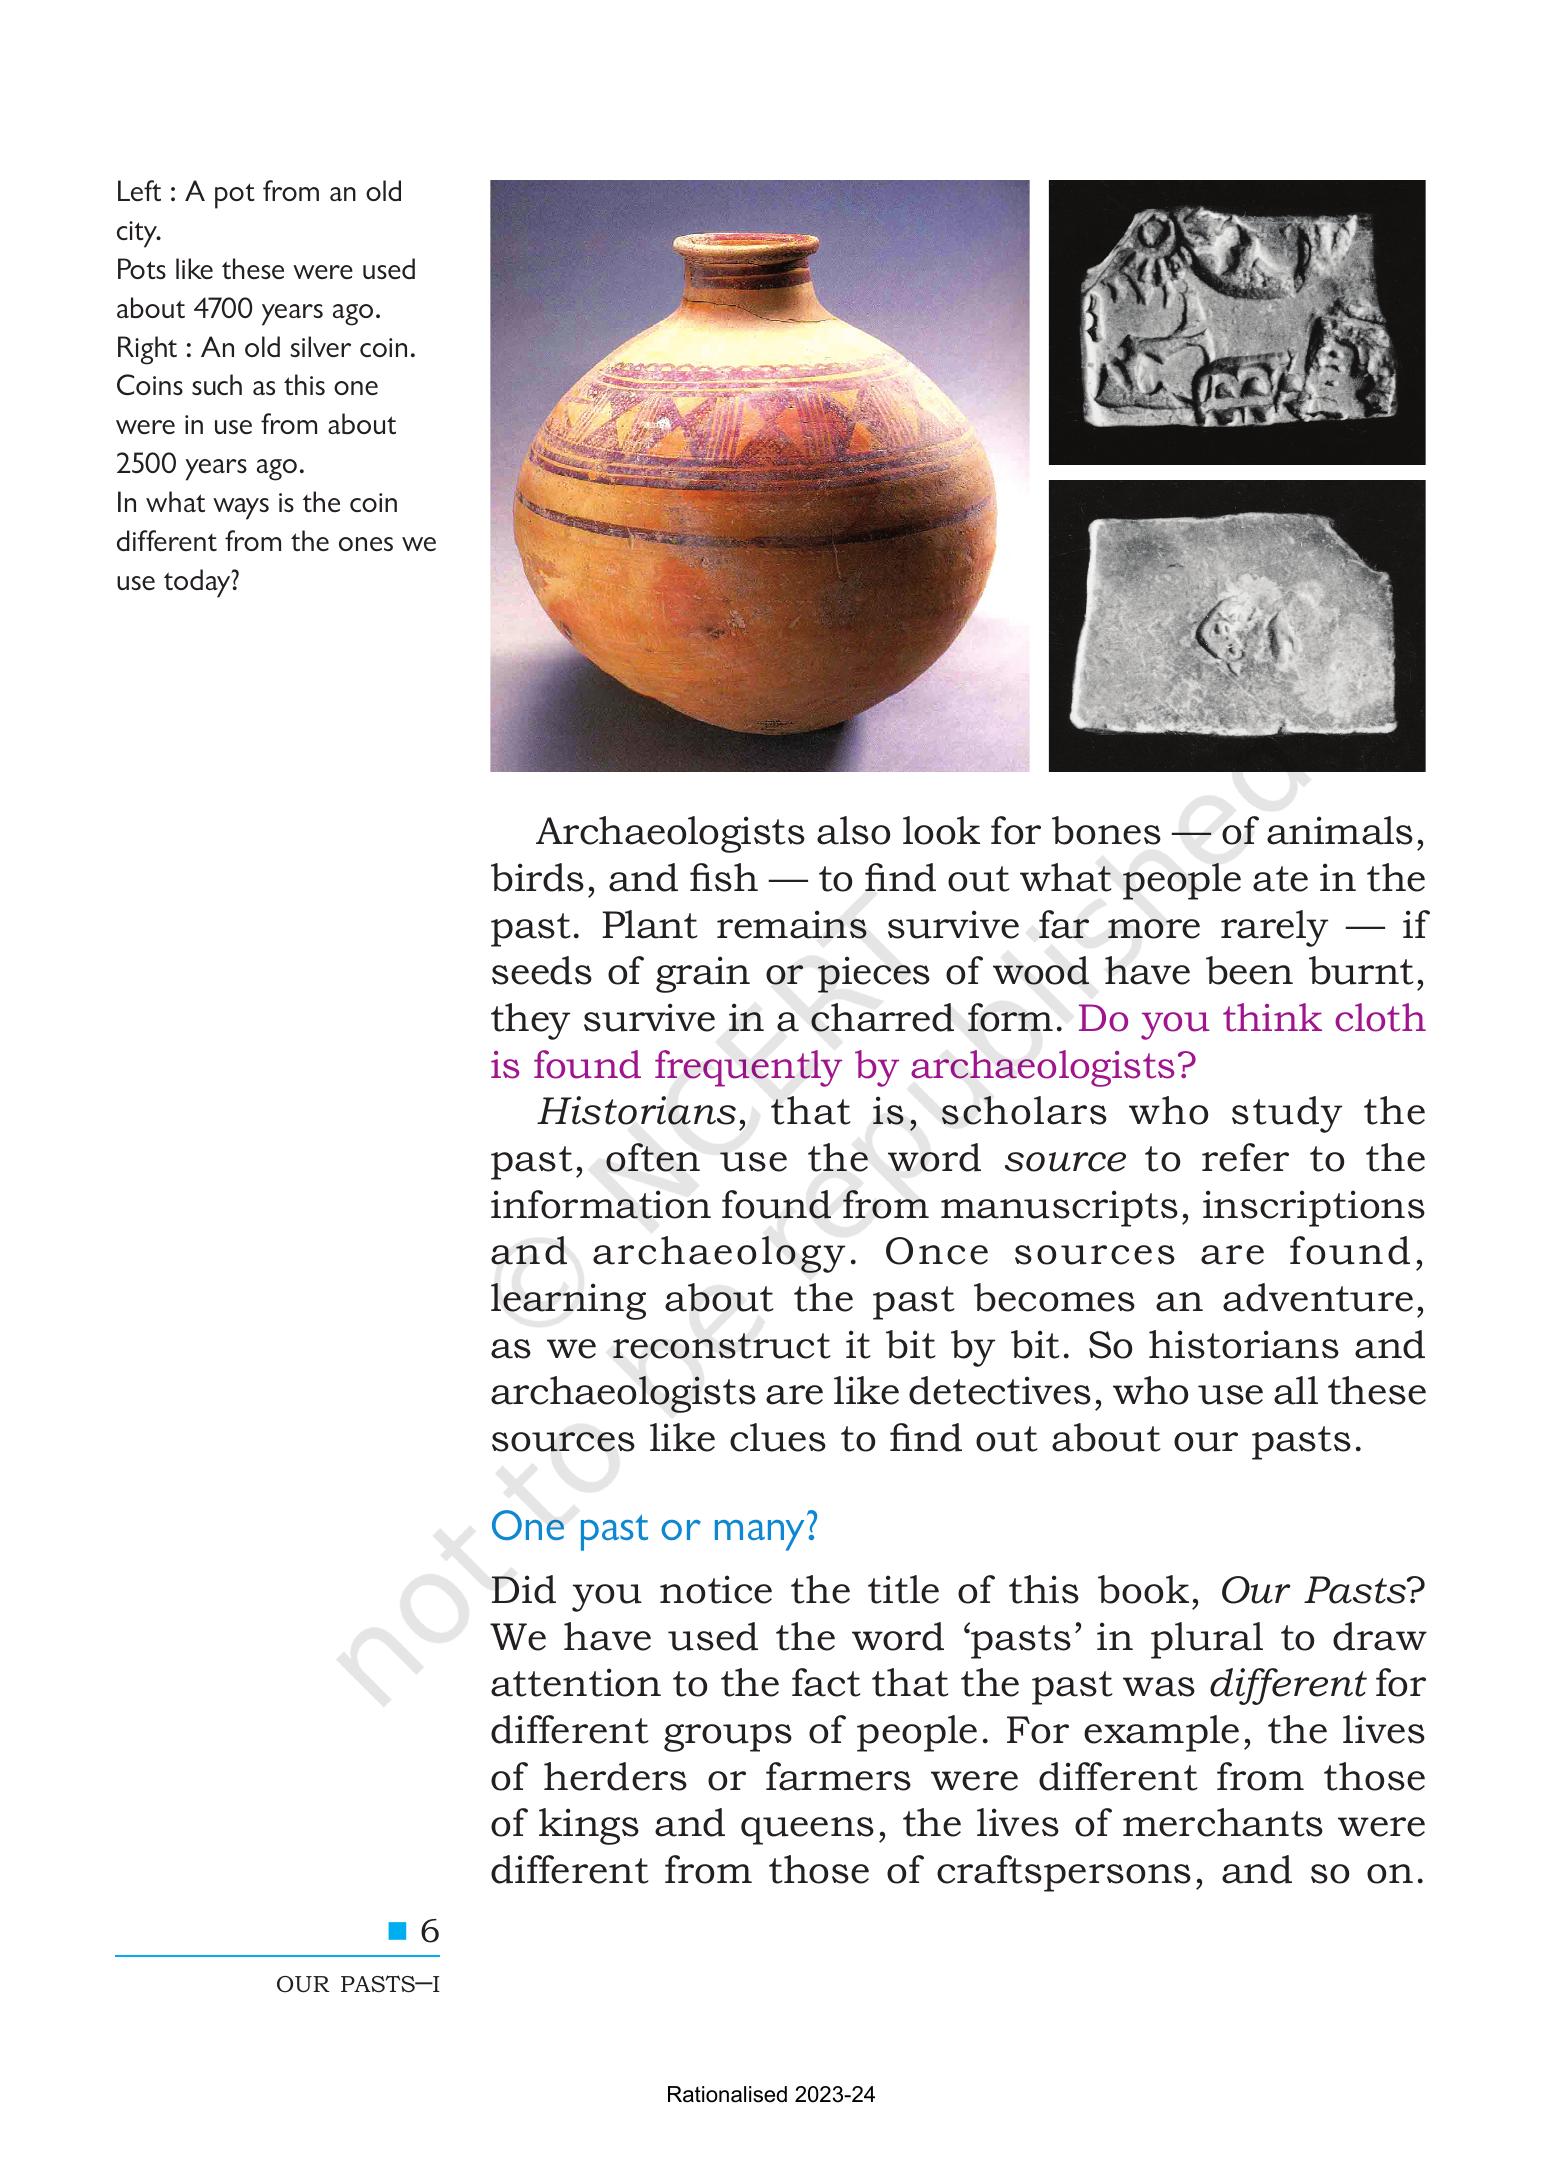 Left : A pot from an old
city.
Pots like these were used
about 4700 years ago.
Right : An old silver coin.
Coins such as this one
were in use from about
2500 years ago.
In what ways is the coin
different from the ones we
use today?
Archaeologists also look for bones — of animals,
birds, and fish — to find out what people ate in the
past. Plant remains survive far more rarely — if
seeds of grain or pieces of wood have been burnt,
they survive in a charred form. Do you think cloth
is found frequently by archaeologists?
Historians, that is, scholars who study the
past, often use the word source to refer to the
information found from manuscripts, inscriptions
and archaeology. Once sources are found,
learning about the past becomes an adventure,
as we reconstruct it bit by bit. So historians and
archaeologists are like detectives, who use all these
sources like clues to find out about our pasts.
One past or many?
Did you notice the title of this book, Our Pasts?
We have used the word ‘pasts’ in plural to draw
attention to the fact that the past was different for
different groups of people. For example, the lives
of herders or farmers were different from those
of kings and queens, the lives of merchants were
different from those of craftspersons, and so on.
6
OUR PASTS–I
Rationalised 2023-24
© NCERT
not to be republished